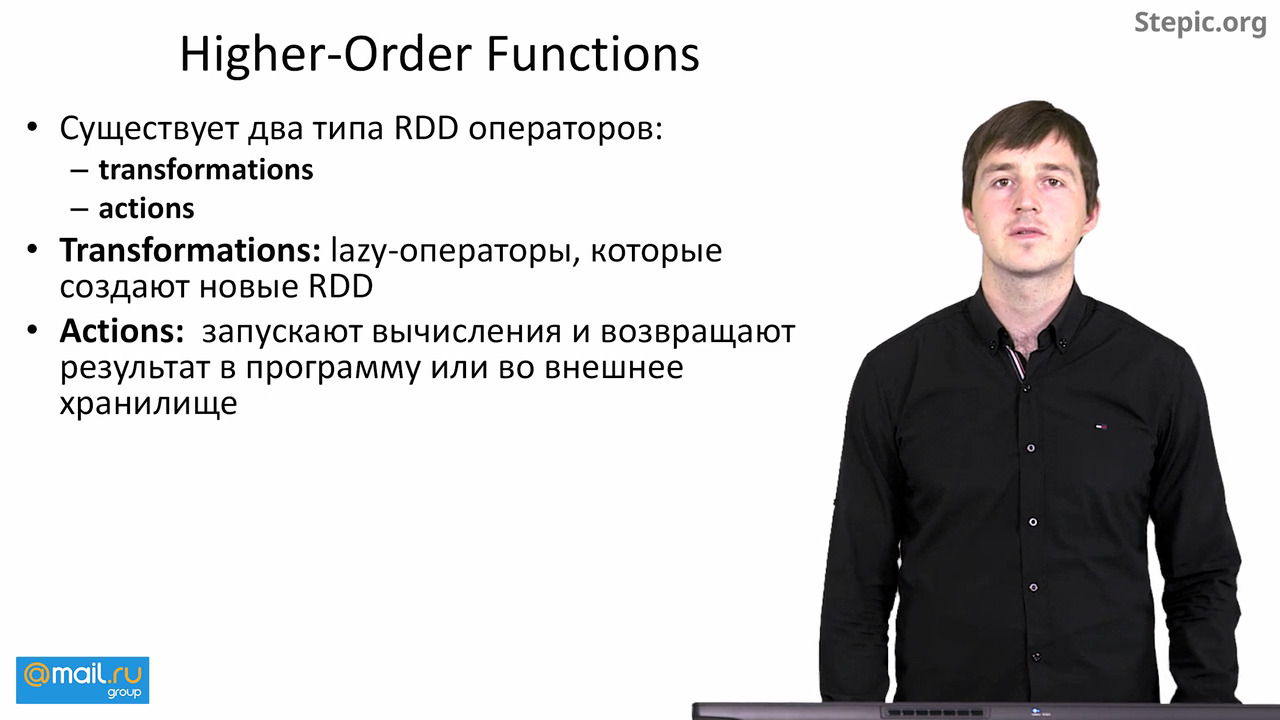 Stepic.org
Higher-Order Functions
• Существует два типа RDD операторов:
– transformations
– actions
• Transformations: lazy-операторы, которые
создают новые RDD
• Actions: запускают вычисления и возвращают
результат в программу или во внешнее
хранилище
@mail.ru
group